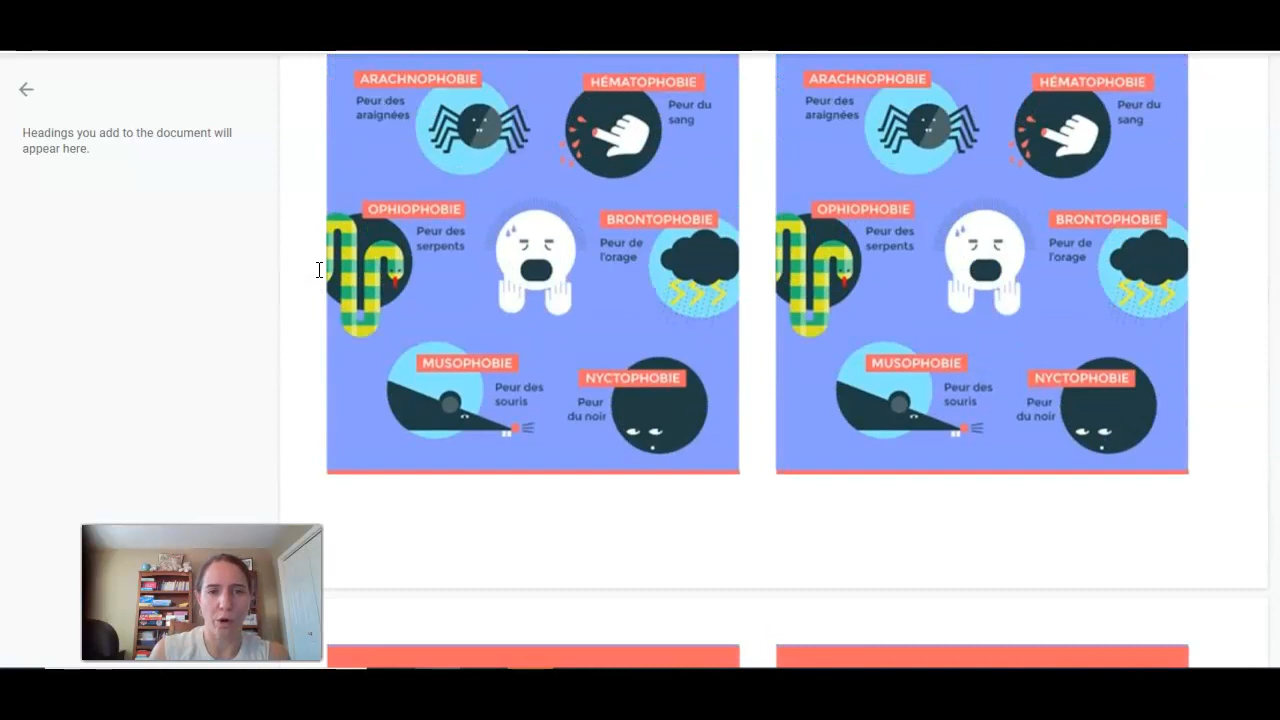 Headings you add to the document will
appear here.
ARACHNOPHOBIE
Peur des
araignées
HÉMATOPHOBIE
Peur du
sang
OPHIOPHOBIE
Peur des
serpents
BRONTOPHOBIE
Peur de
l'orage
MUSOPHOBIE
Peur des
souris
NYCTOPHOBIE
Peur
du noir
ARACHNOPHOBIE
Peur des
araignées
HÉMATOPHOBIE
Peur du
sang
OPHIOPHOBIE
Peur des
serpents
BRONTOPHOBIE
Peur de
l'orage
MUSOPHOBIE
Peur des
souris
NYCTOPHOBIE
Peur
du noir